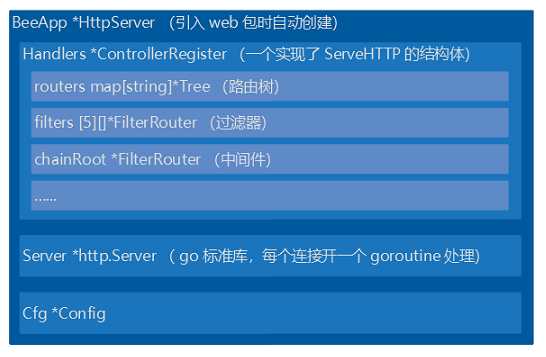 BeeApp *HttpServer （引入 web 包时自动创建）
Handlers *ControllerRegister （一个实现了 ServeHTTP 的结构体）
routers map[string]*Tree （路由树）
filters [5][]*FilterRouter （过滤器）
chainRoot *FilterRouter （中间件）
......
Server *http.Server （ go 标准库，每个连接开一个 goroutine 处理）
Cfg *Config